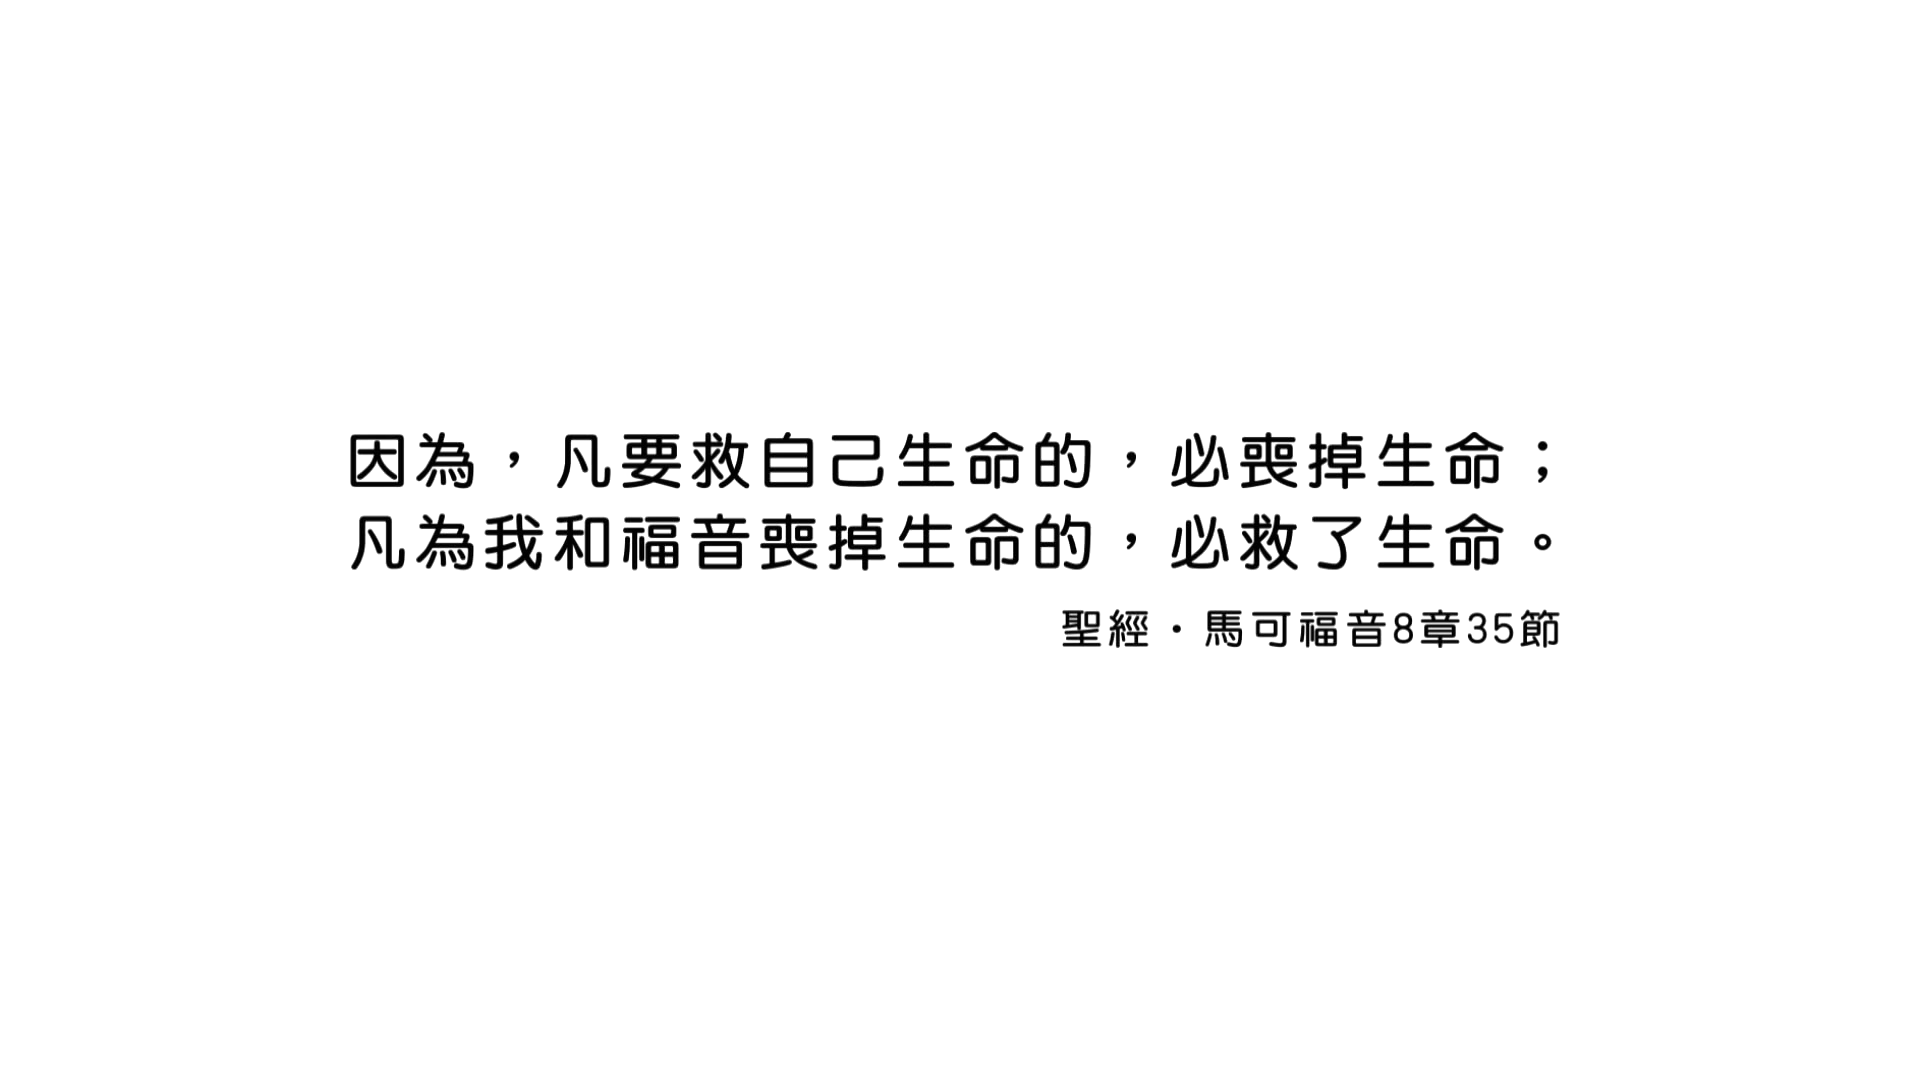 因為，凡要救自己生命的，必喪掉生命；
凡為我和福音喪掉生命的，必救了生命。
聖經・馬可福音8章35節